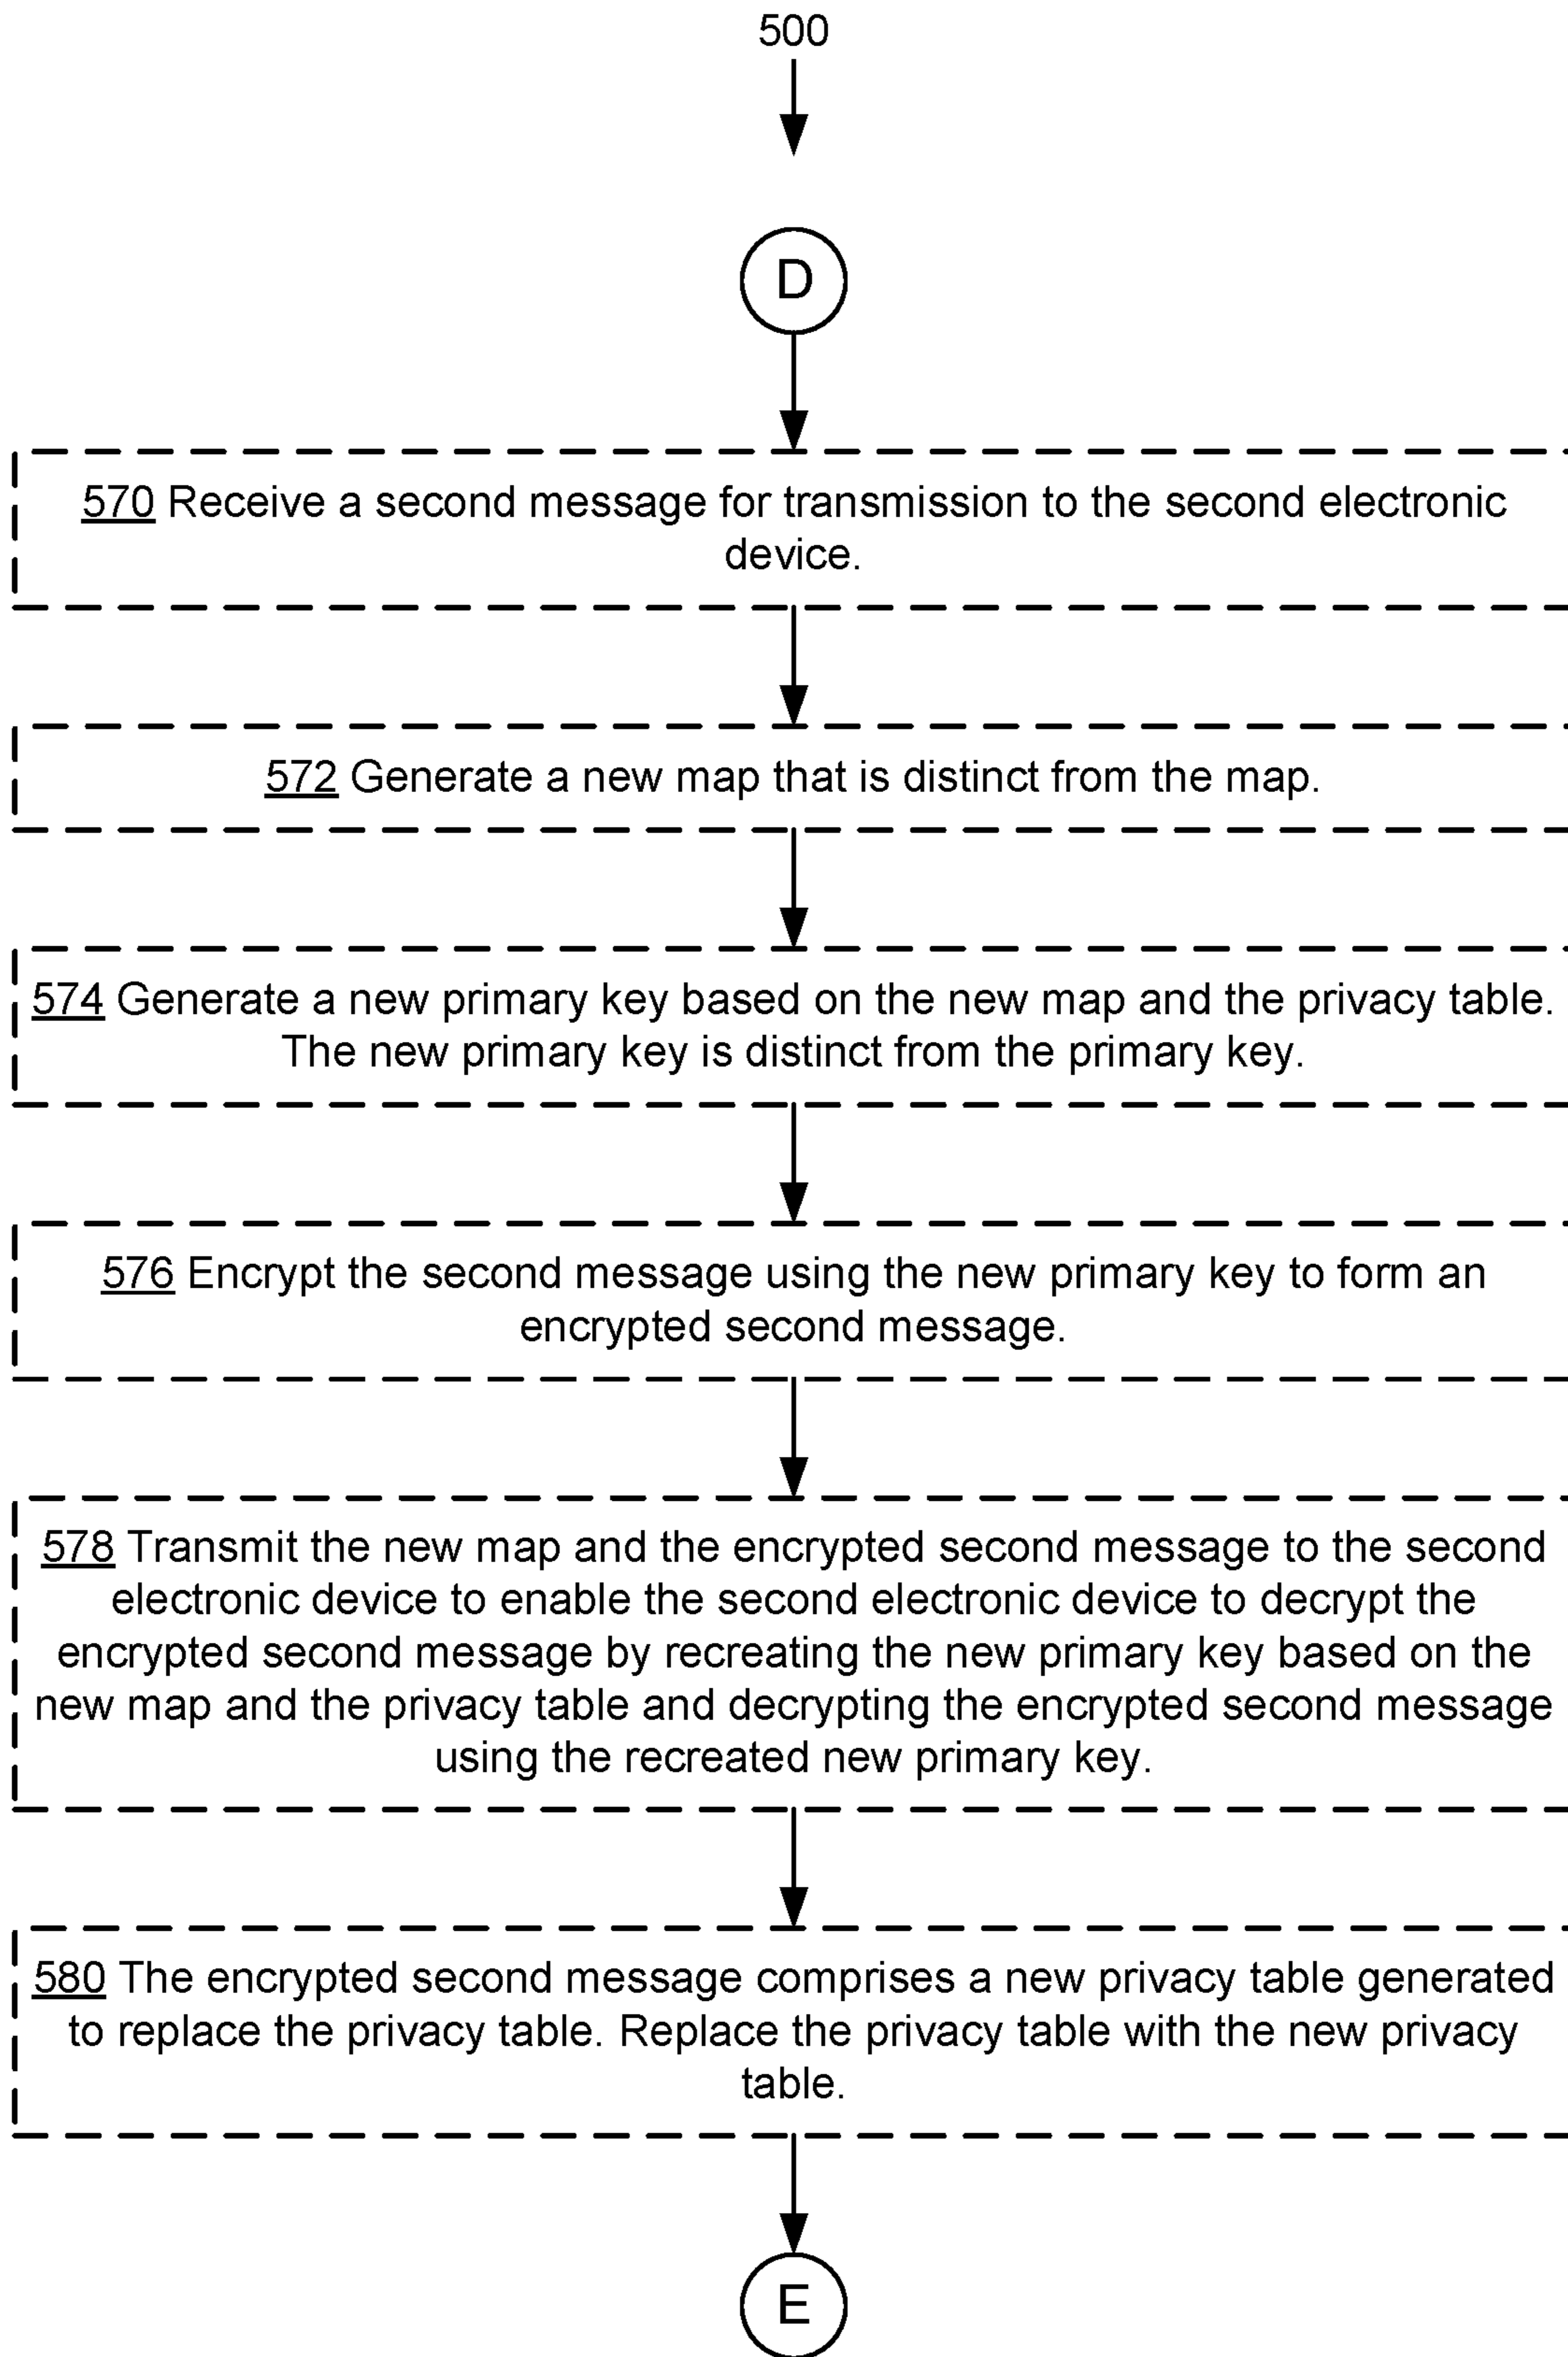 500
D
570 Receive a second message for transmission to the second electronic
device.
572 Generate a new map that is distinct from the map.
574 Generate a new primary key based on the new map and the privacy table.
The new primary key is distinct from the primary key.
576 Encrypt the second message using the new primary key to form an
encrypted second message.
578 Transmit the new map and the encrypted second message to the second
electronic device to enable the second electronic device to decrypt the
encrypted second message by recreating the new primary key based on the
new map and the privacy table and decrypting the encrypted second message
using the recreated new primary key.
580 The encrypted second message comprises a new privacy table generated
to replace the privacy table. Replace the privacy table with the new privacy
table.
E